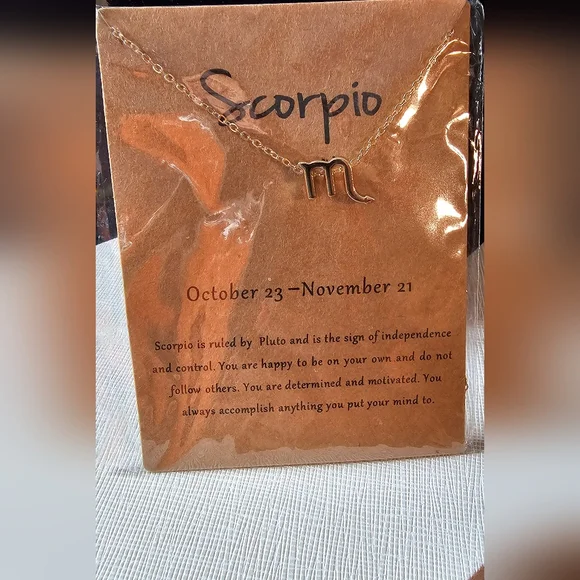 Scorpio
October 23 –November 21
Scorpio is ruled by Pluto and is the sign of independence
and control. You are happy to be on your own and do not
follow others. You are determined and motivated. You
always accomplish anything you put your mind to.